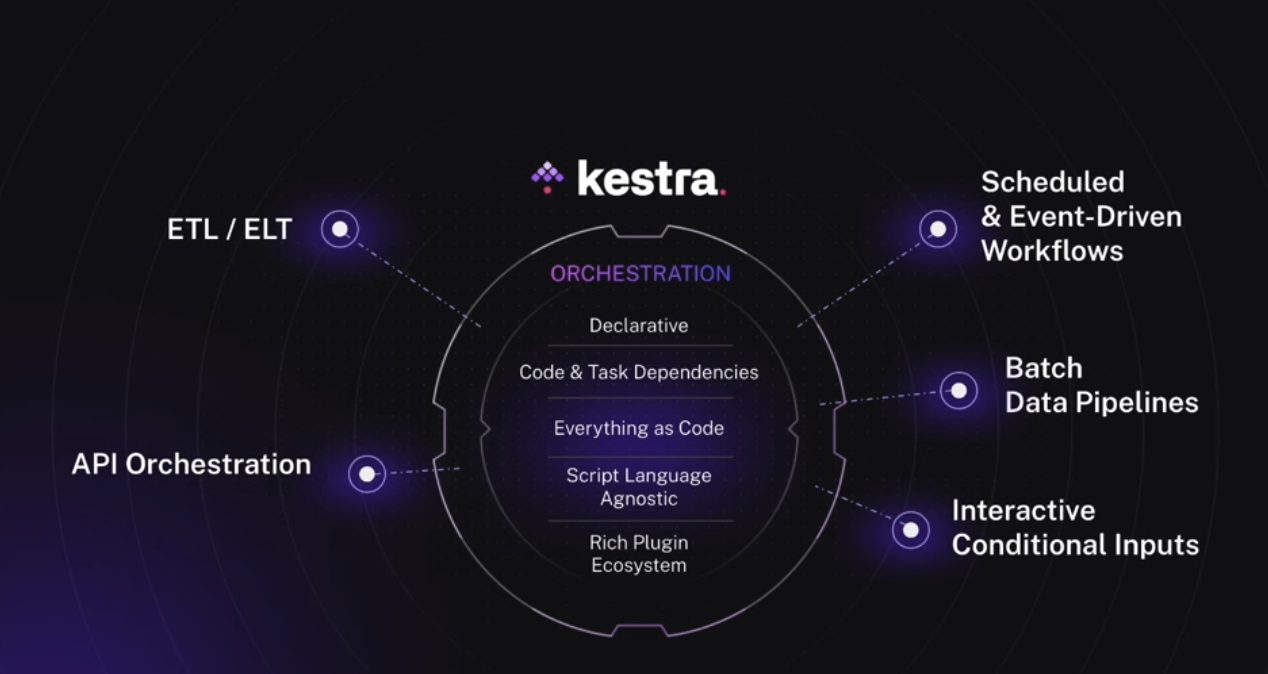 kestra.
ETL / ELT
API Orchestration
ORCHESTRATION
Declarative
Code & Task Dependencies
Everything as Code
Script Language
Agnostic
Rich Plugin
Ecosystem
Scheduled
& Event-Driven
Workflows
Batch
Data Pipelines
Interactive
Conditional Inputs